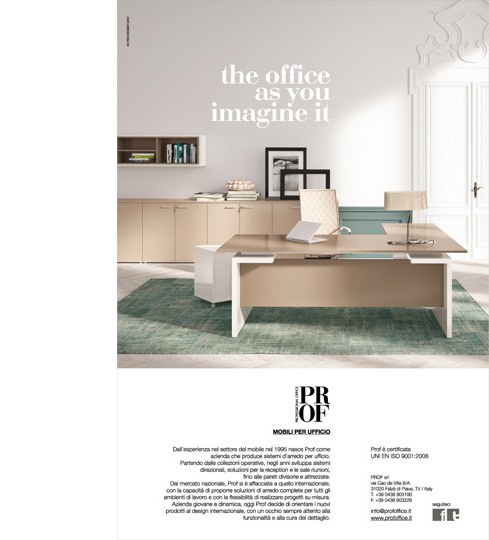 the office
as you
imagine it
PROFESSIONAL OFFICE
PR
OF
MOBILI PER UFFICIO
Dall'esperienza nel settore del mobile nel 1995 nasce Prof come
azienda che produce sistemi d'arredo per ufficio.
Partendo dalle collezioni operative, negli anni sviluppa sistemi
direzionali, soluzioni per la reception e le sale riunioni,
fino alle pareti divisorie e attrezzate.
Dal mercato nazionale, Prof si è affacciata a quello internazionale,
con la capacità di proporre soluzioni di arredo complete per tutti gli
ambienti di lavoro e con la flessibilità di realizzare progetti su misura.
Azienda giovane e dinamica, oggi Prof decide di orientare i nuovi
prodotti al design internazionale, con un occhio sempre attento alla
funzionalità e alla cura del dettaglio.
Prof è certificata
UNI EN ISO 9001:2008
PROF srl
via Cao de Villa 6/A
31020 Falzè di Piave, TV / Italy
T. +39 0438 903190
F. +39 0438 903228
info@profoffice.it
www.profoffice.it
seguiteci